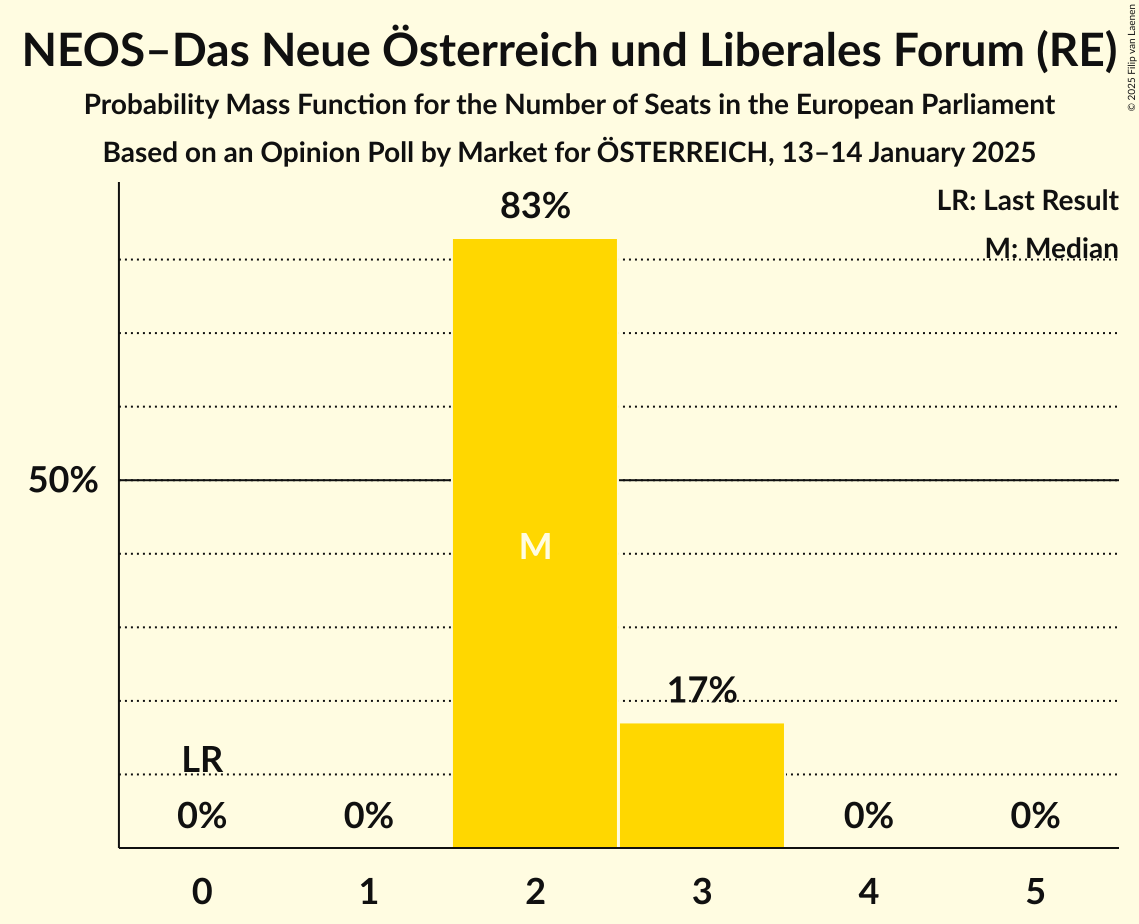 NEOS–Das Neue Österreich und Liberales Forum (RE)
Probability Mass Function for the Number of Seats in the European Parliament
Based on an Opinion Poll by Market for ÖSTERREICH, 13–14 January 2025
© 2025 Filip van Laenen
LR: Last Result
M: Median
83%
50%
M
17%
LR
0% 0% 0% 0%
0 1 2 3 4 5